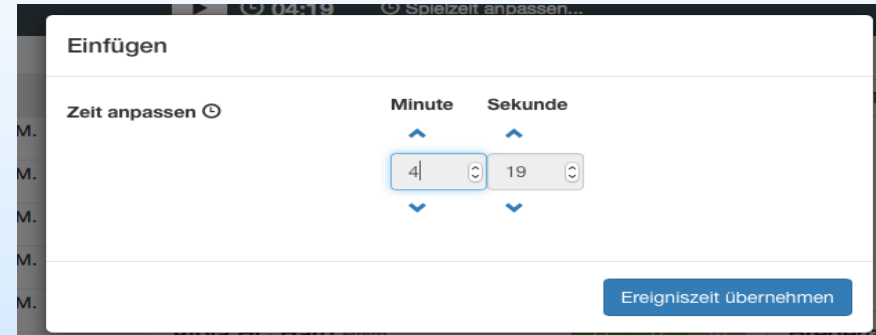 04:19 Spielzeit anpassen...
Einfügen
Zeit anpassen
Minute Sekunde
M.
4 19
M.
M.
M.
Ereigniszeit übernehmen
M.